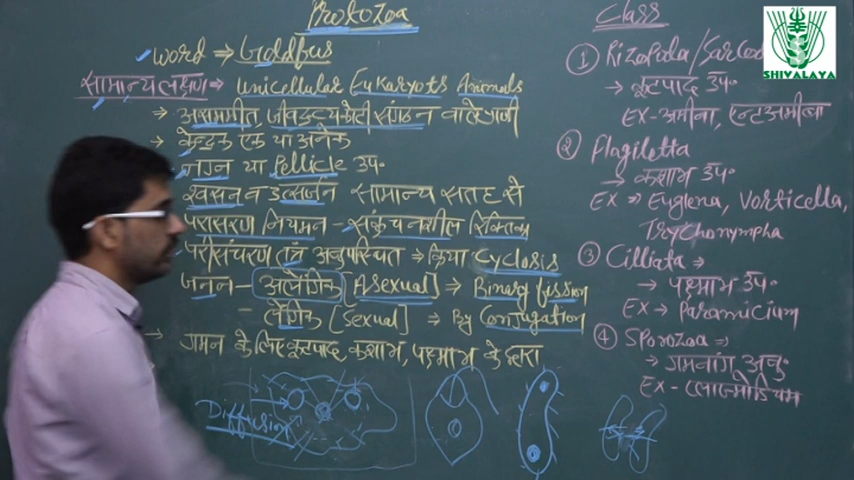 Protozoa
word ⇒ Goldfus
सामान्य लक्षण ⇒ Unicellular Eukaryots Animals
→ असममीत, जीवद्रव्य श्रेटी संगठन वाले प्राणी
→ केन्द्रक एक या अनेक
→ नग्न या Pellicle उप॰
श्वसन व उत्सर्जन सामान्य सतह से
परासरण नियमन - संकुचनशील रिक्तिका
परीसंचरण तंत्र अनुपस्थित ⇒ क्रिया Cyclosis
जनन - अलैंगिक [Asexual] ⇒ Binary fission
- लैंगिक [Sexual] ⇒ By Conjugation
→ गमन के लिए कूटपाद कशाभ, पक्ष्माभ के द्वारा
Diffusion
Class
① Rizopoda/Sarcod
→ कूटपाद उप॰
EX - अमीबा, एन्टअमीबा
② Flagiletta
→ कशाभ उप॰
EX ⇒ Euglena, Vorticella,
Trychonympha
③ Cilliata ⇒
→ पक्ष्माभ उप॰
EX ⇒ Paramicium
④ Sporozoa ⇒
→ गमनांग अनु॰
EX - प्लाज्मोडियम
SHIVALAYA